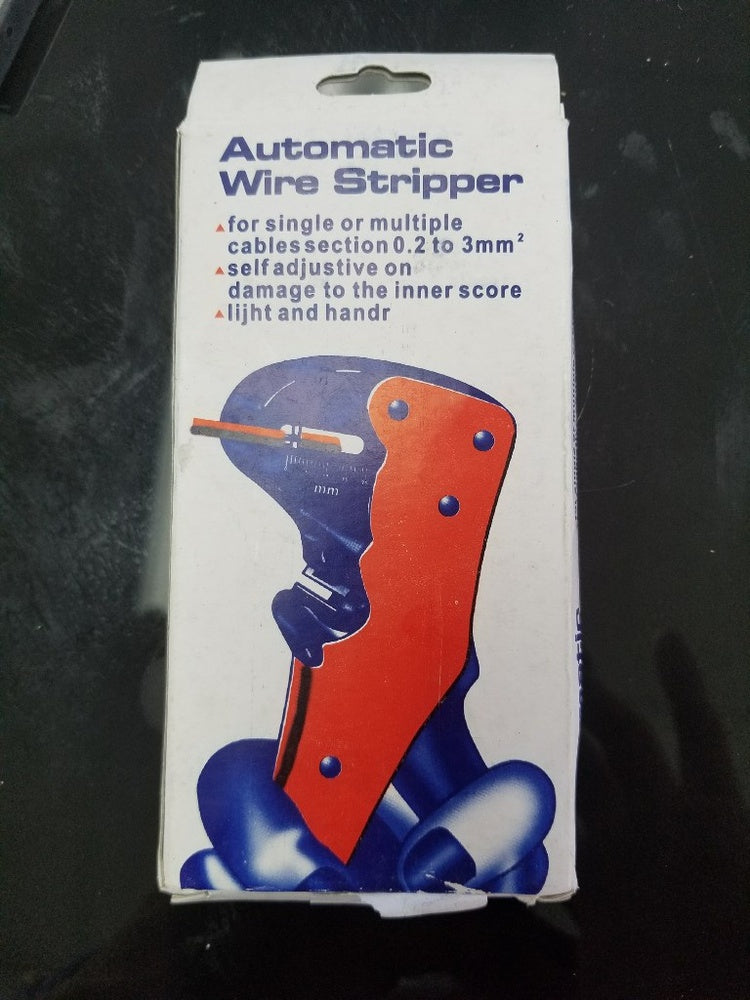 Automatic
Wire Stripper
▲for single or multiple
cables section 0.2 to 3mm²
▲self adjustive on
damage to the inner score
▲lijht and handr
mm